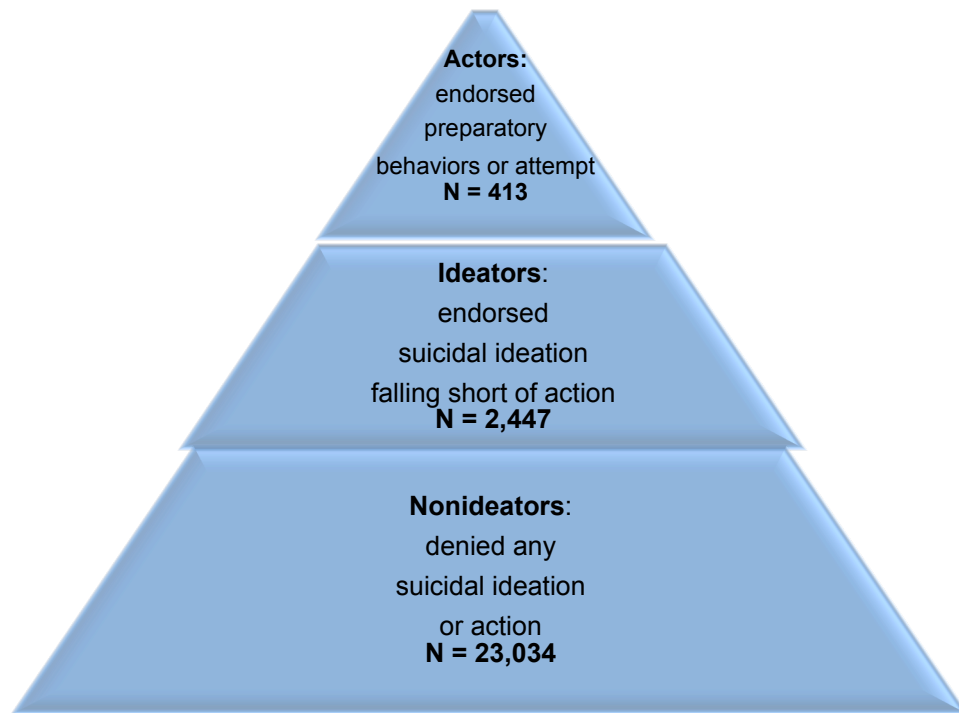 Actors:
endorsed
preparatory
behaviors or attempt
N = 413
Ideators:
endorsed
suicidal ideation
falling short of action
N = 2,447
Nonideators:
denied any
suicidal ideation
or action
N = 23,034